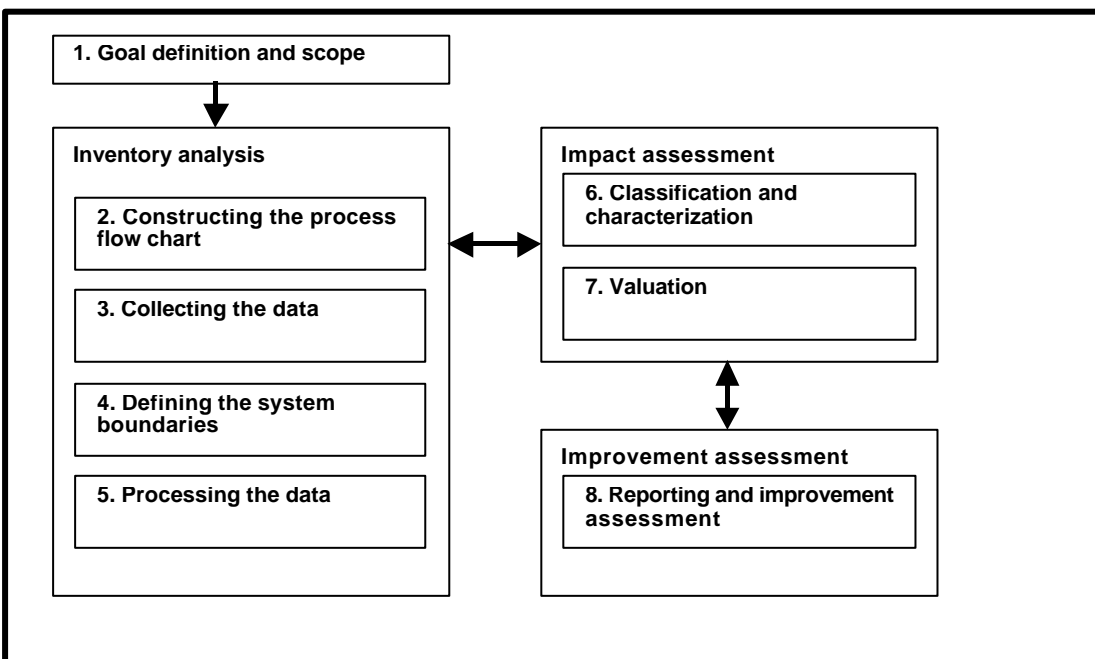 1. Goal definition and scope
Inventory analysis
2. Constructing the process
flow chart
3. Collecting the data
4. Defining the system
boundaries
5. Processing the data
Impact assessment
6. Classification and
characterization
7. Valuation
Improvement assessment
8. Reporting and improvement
assessment